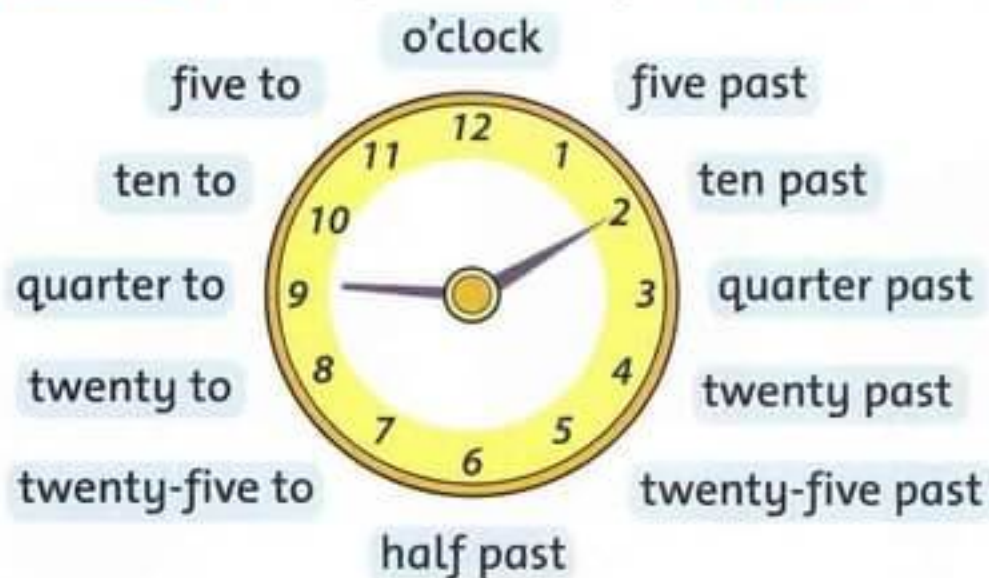 o'clock
five to
five past
12
11
1
ten to
ten past
10
2
quarter to
9
3
quarter past
8
4
twenty to
twenty past
7
5
6
twenty-five to
twenty-five past
half past